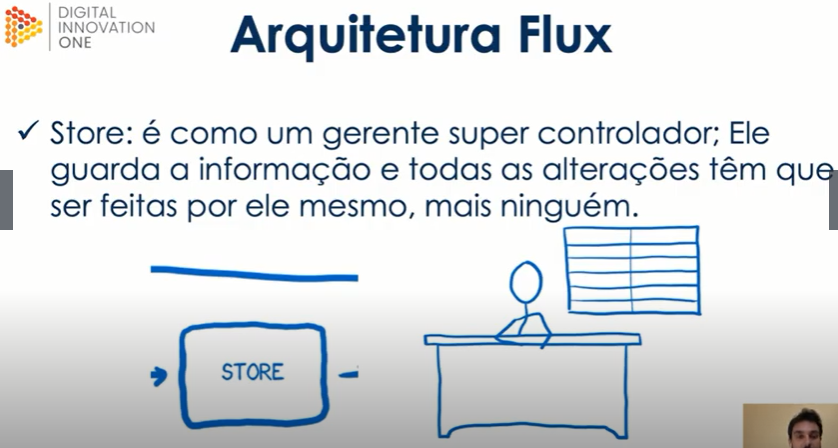 DIGITAL
INNOVATION
ONE
Arquitetura Flux
✓ Store: é como um gerente super controlador; Ele
guarda a informação e todas as alterações têm que
ser feitas por ele mesmo, mais ninguém.
STORE